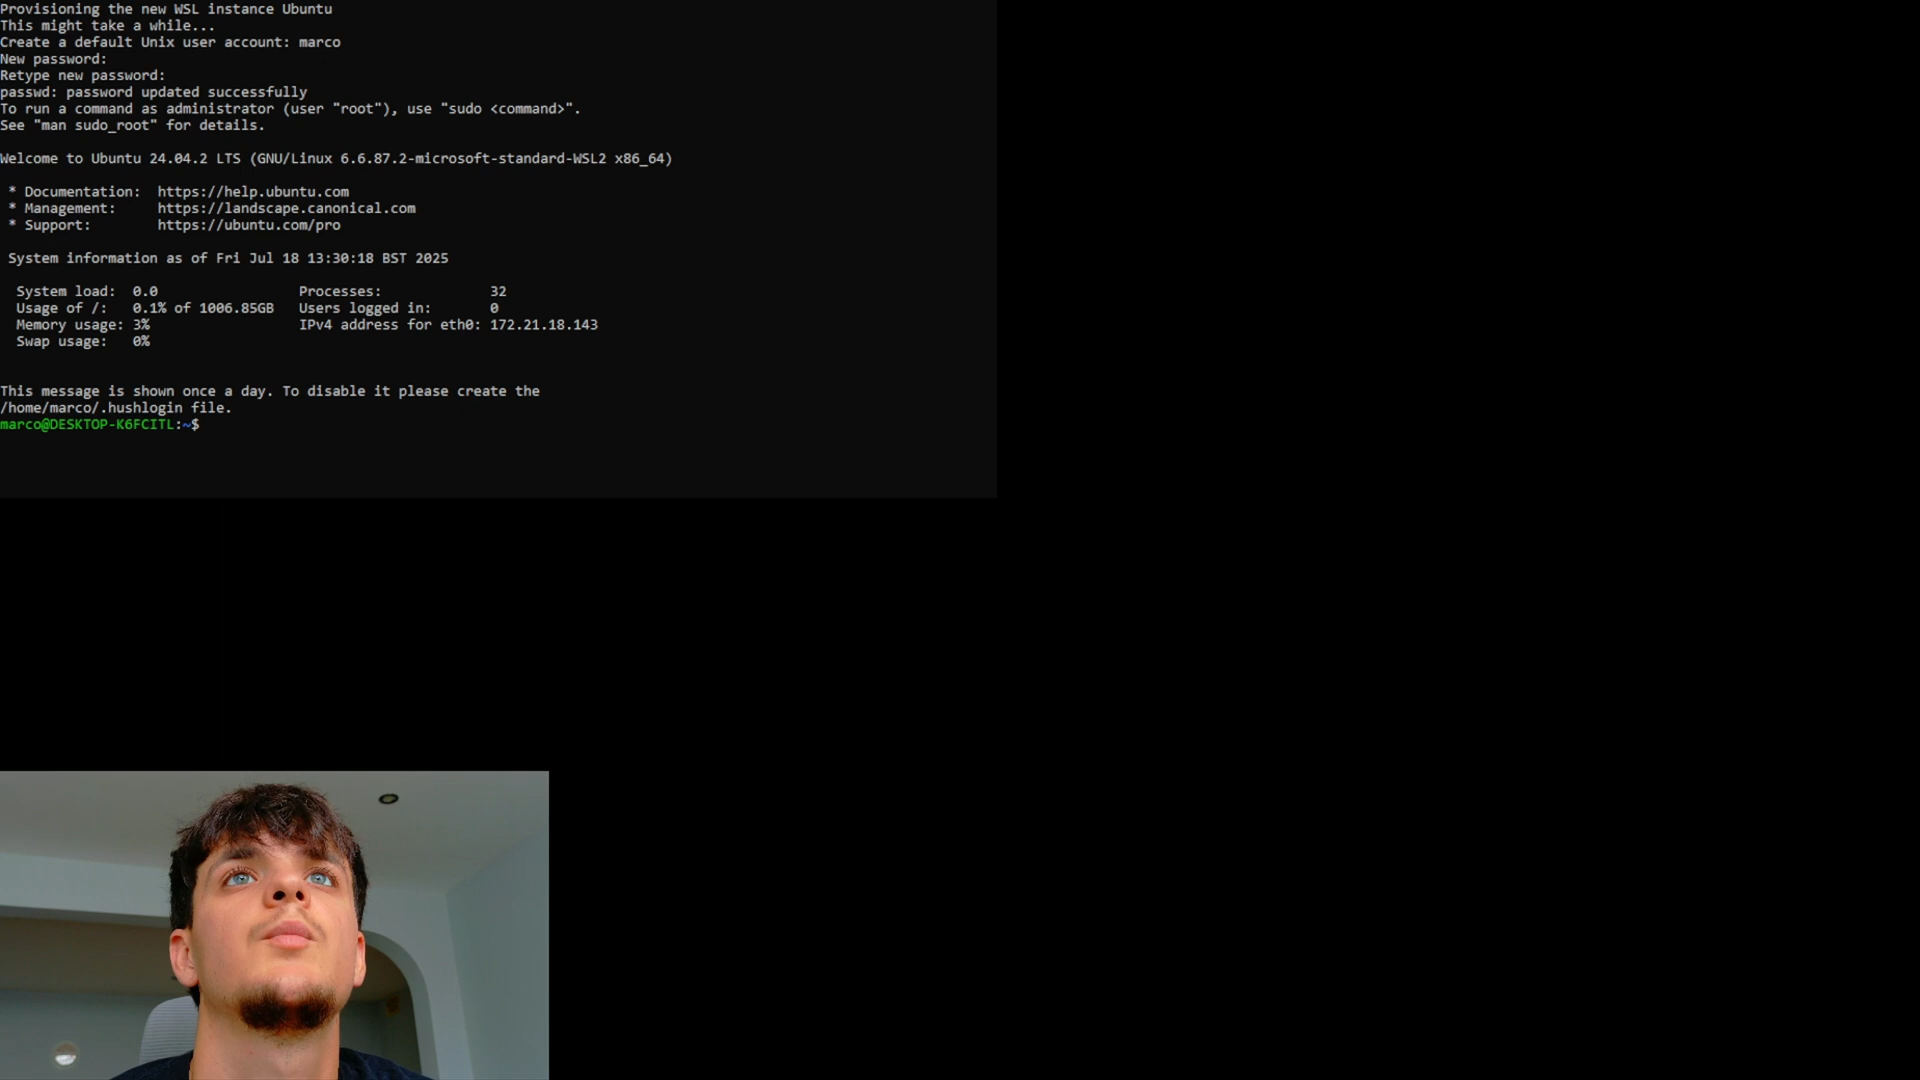 Provisioning the new WSL instance Ubuntu
This might take a while...
Create a default Unix user account: marco
New password:
Retype new password:
passwd: password updated successfully
To run a command as administrator (user "root"), use "sudo <command>".
See "man sudo_root" for details.
Welcome to Ubuntu 24.04.2 LTS (GNU/Linux 6.6.87.2-microsoft-standard-WSL2 x86_64)
* Documentation:  https://help.ubuntu.com
* Management:     https://landscape.canonical.com
* Support:        https://ubuntu.com/pro
System information as of Fri Jul 18 13:30:18 BST 2025
System load:  0.0                 Processes:             32
Usage of /:   0.1% of 1006.85GB   Users logged in:       0
Memory usage: 3%                  IPv4 address for eth0: 172.21.18.143
Swap usage:   0%
This message is shown once a day. To disable it please create the
/home/marco/.hushlogin file.
marco@DESKTOP-K6FCITL:~$